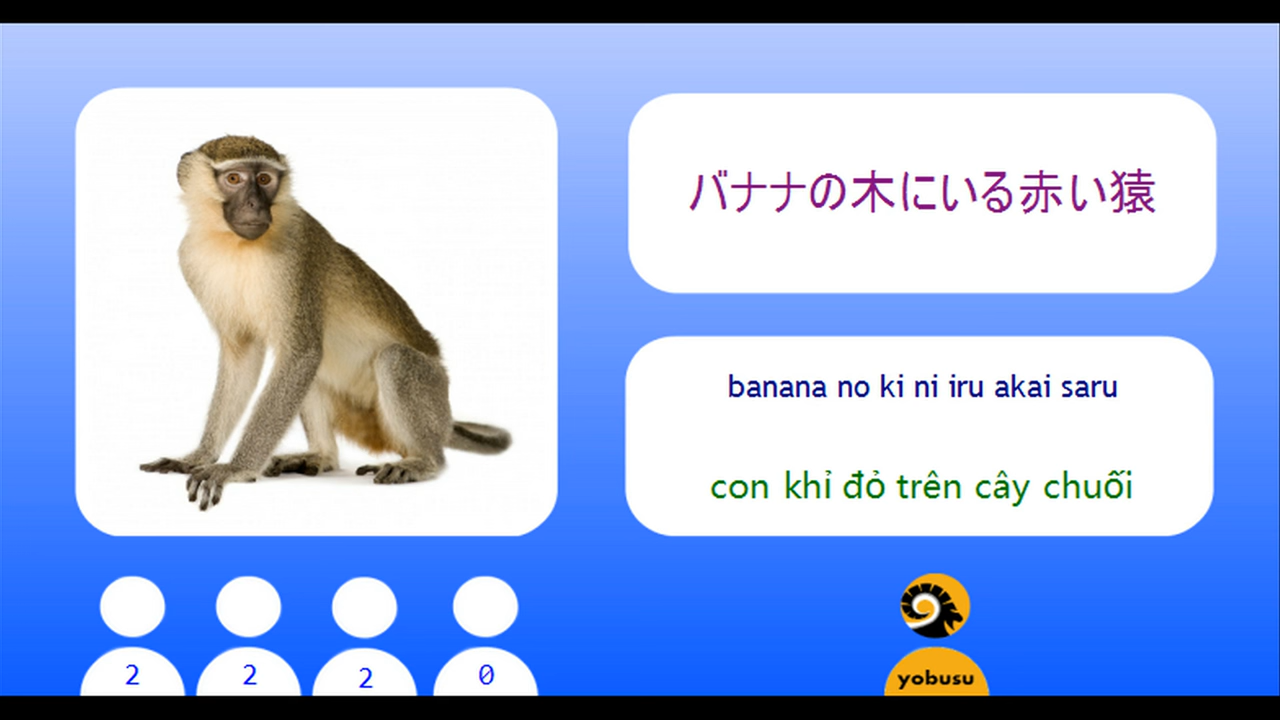 バナナの木にいる赤い猿
banana no ki ni iru akai saru
con khỉ đỏ trên cây chuối
2 2 2 0
yobusu